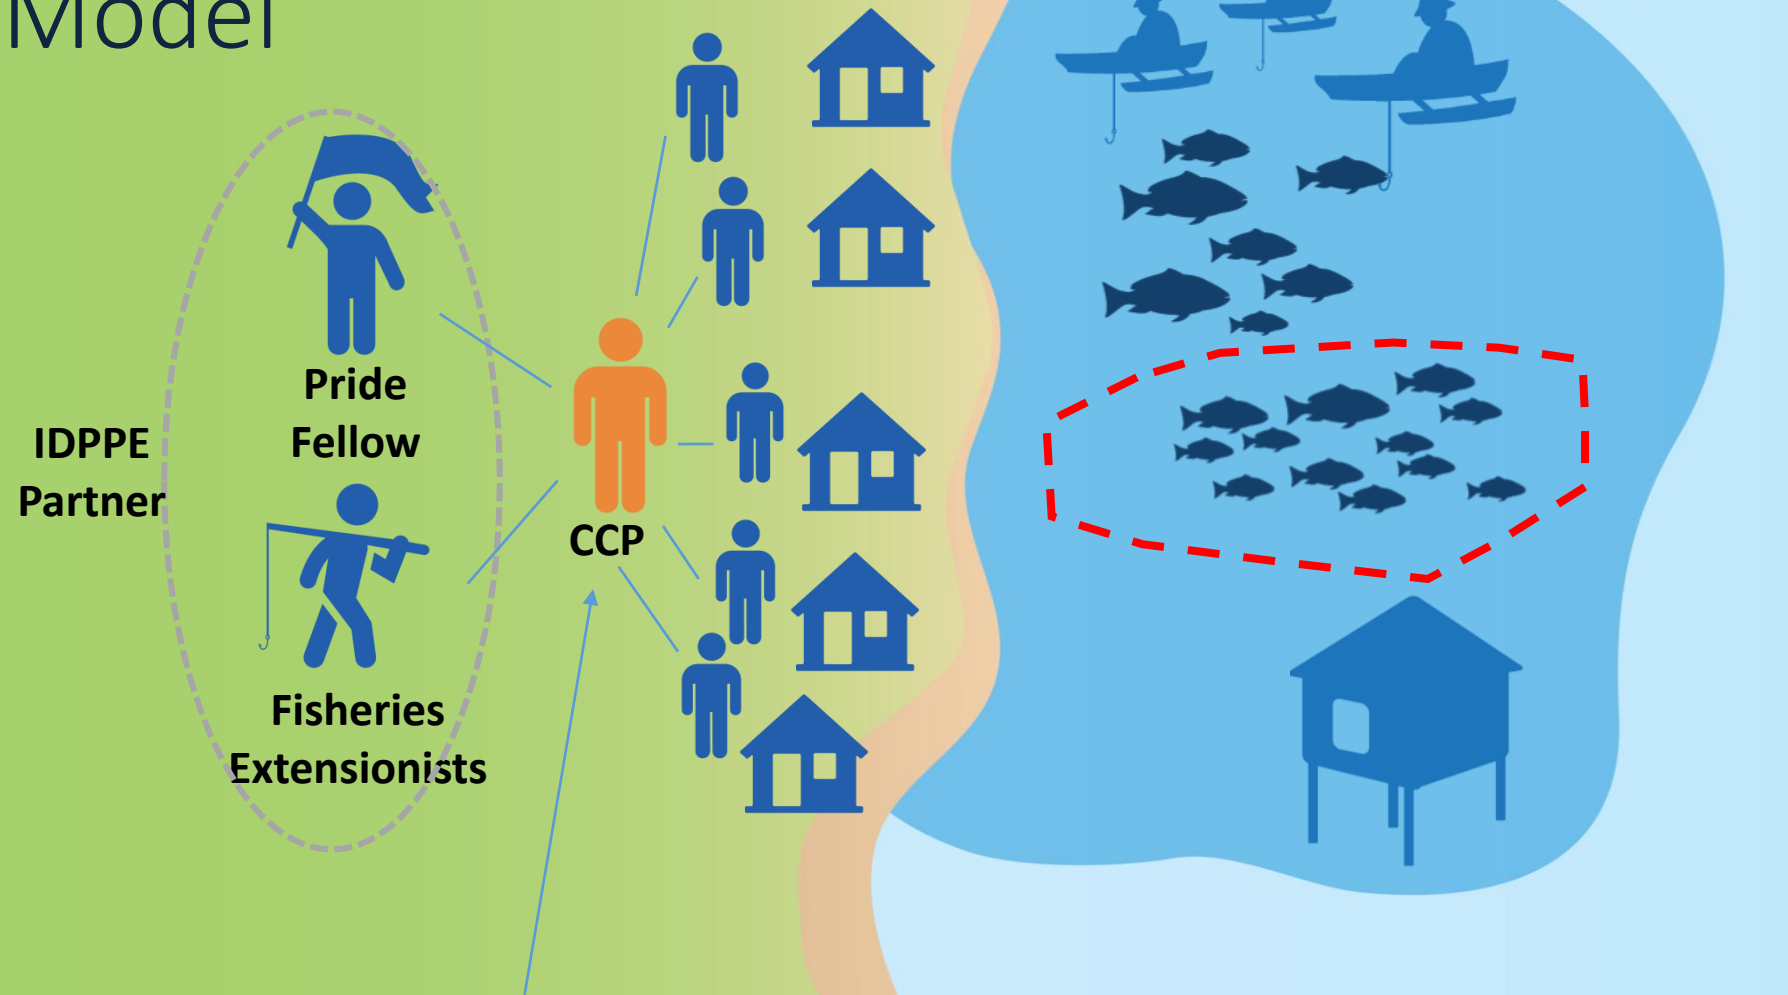 Model
Pride
Fellow
IDPPE
Partner
CCP
Fisheries
Extensionists